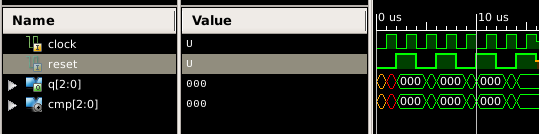 Name Value 0 us 10 us
clock U
reset U
q[2:0] 000 000 000 000
cmp[2:0] 000 000 000 000